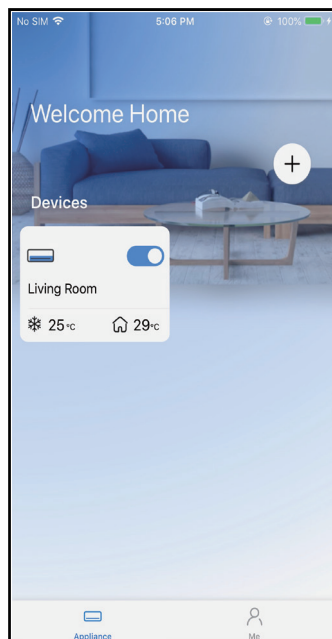 No SIM 5:06 PM 100%
Welcome Home
+
Devices
Living Room
25°C 29°C
Appliance Me